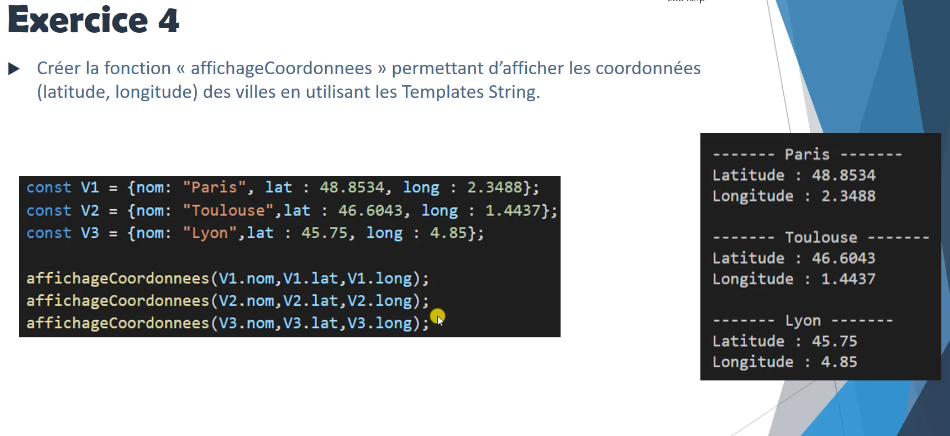 Exercice 4
Créer la fonction « affichageCoordonnees » permettant d'afficher les coordonnées
(latitude, longitude) des villes en utilisant les Templates String.
const V1 = {nom: "Paris", lat : 48.8534, long : 2.3488};
const V2 = {nom: "Toulouse",lat : 46.6043, long : 1.4437};
const V3 = {nom: "Lyon",lat : 45.75, long : 4.85};
affichageCoordonnees(V1.nom,V1.lat,V1.long);
affichageCoordonnees(V2.nom,V2.lat,V2.long);
affichageCoordonnees(V3.nom,V3.lat,V3.long);
------- Paris -------
Latitude : 48.8534
Longitude : 2.3488
------- Toulouse -------
Latitude : 46.6043
Longitude : 1.4437
------- Lyon -------
Latitude : 45.75
Longitude : 4.85